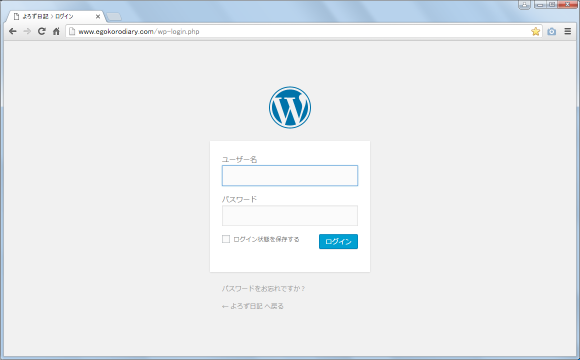 よろず日記 › ログイン
www.egokorodiary.com/wp-login.php
ユーザー名
パスワード
ログイン状態を保存する
ログイン
パスワードをお忘れですか ?
← よろず日記 へ戻る